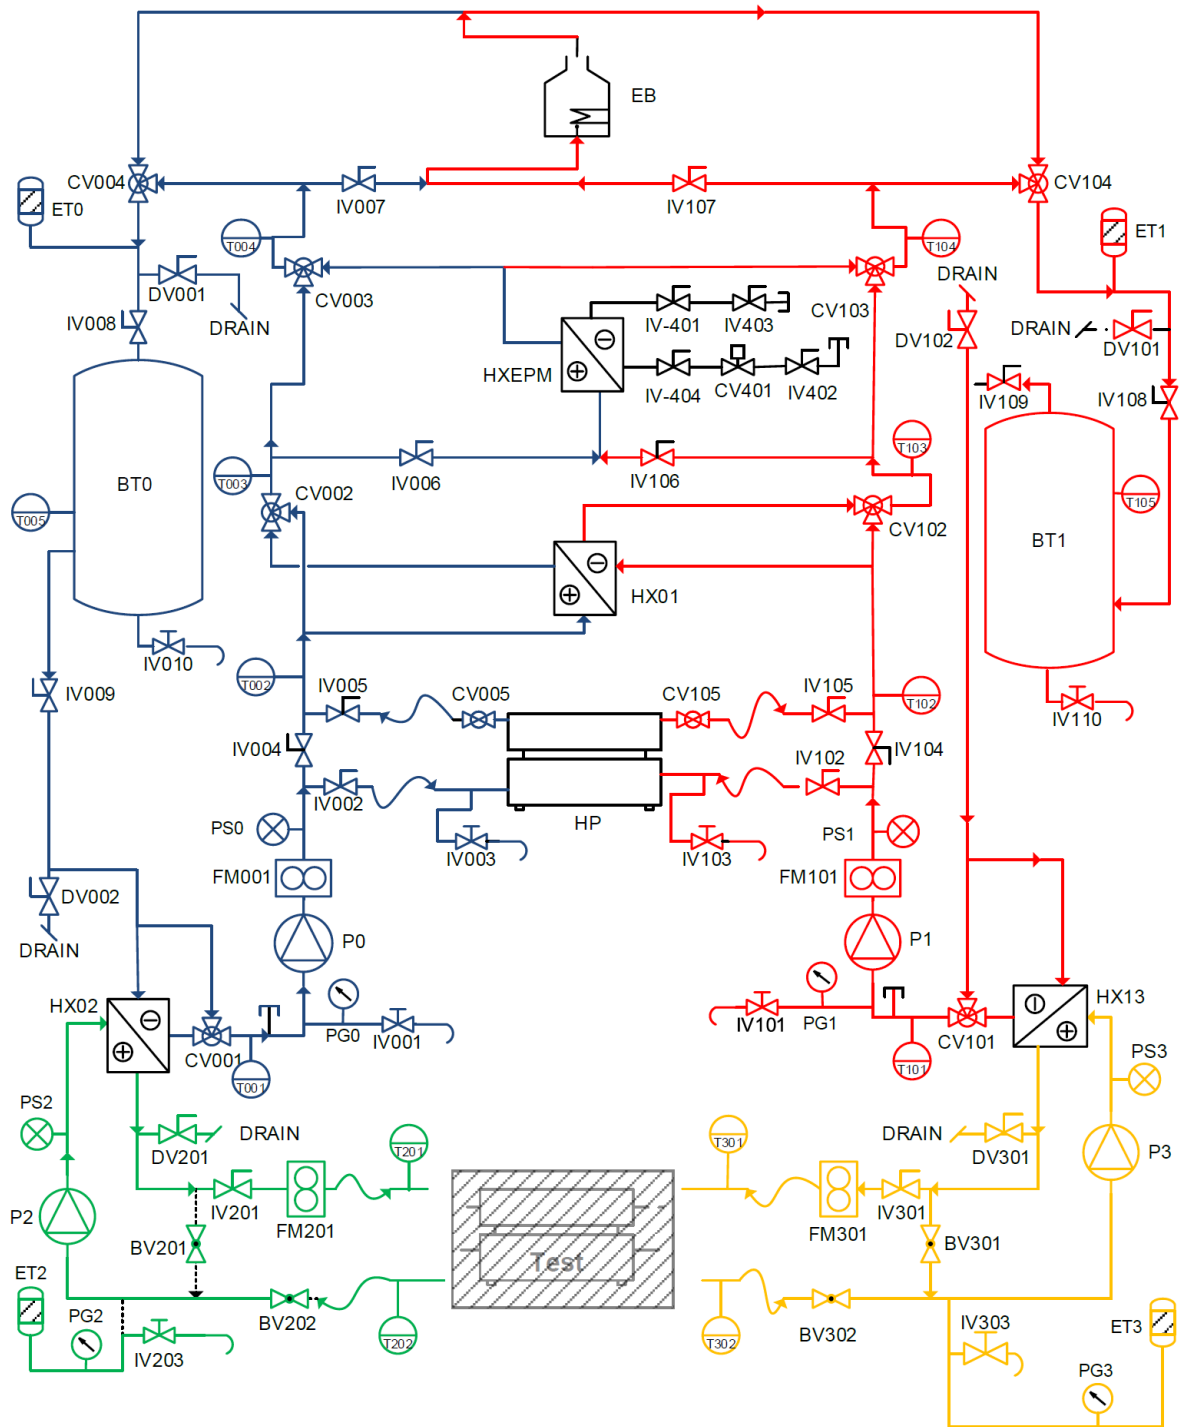 EB
CV004
ET0
IV007
IV107
CV104
ET1
T004
T104
DRAIN
CV003
DV001
DRAIN
IV008
IV-401
IV403
CV103
DV102
DRAIN
DV101
HXEPM
IV-404
CV401
IV402
IV109
IV108
T103
BT0
T003
IV006
IV106
CV002
T005
T105
CV102
BT1
HX01
IV010
T002
IV009
IV005
CV005
CV105
IV105
T102
IV110
IV004
IV104
IV002
IV102
PS0
HP
PS1
IV003
IV103
FM001
FM101
DV002
P0
P1
DRAIN
HX02
HX13
PG0
IV001
IV101
PG1
CV001
CV101
T001
T101
PS2
PS3
DV201
DRAIN
T201
T301
DRAIN
DV301
P3
P2
IV201
FM201
FM301
IV301
BV201
BV301
Test
ET2
PG2
BV202
T202
T302
BV302
IV303
ET3
IV203
PG3